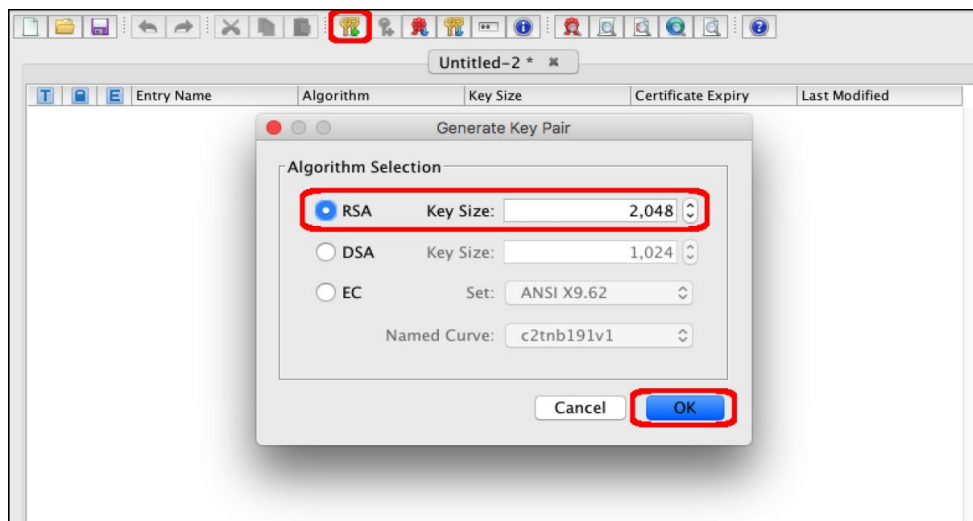 Untitled-2 *
T E Entry Name Algorithm Key Size Certificate Expiry Last Modified
Generate Key Pair
Algorithm Selection
RSA Key Size: 2,048
DSA Key Size: 1,024
EC Set: ANSI X9.62
Named Curve: c2tnb191v1
Cancel OK